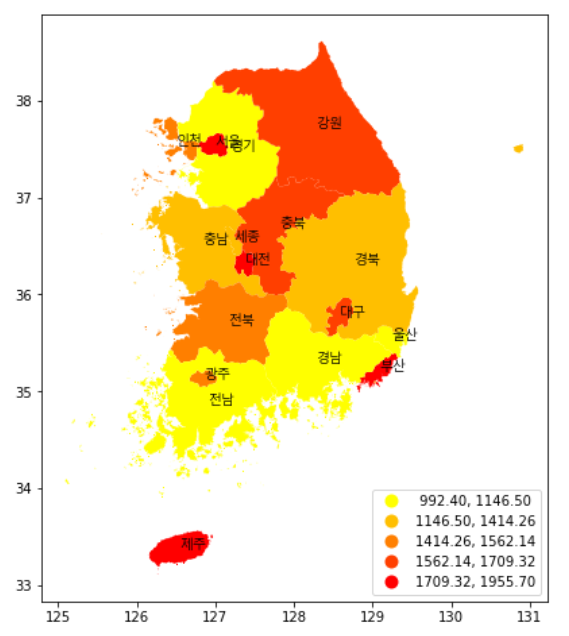 38
37
36
35
34
33
강원
인천
서울
경기
충북
세종
충남
대전
경북
대구
전북
울산
경남
부산
광주
전남
제주
992.40, 1146.50
1146.50, 1414.26
1414.26, 1562.14
1562.14, 1709.32
1709.32, 1955.70
125 126 127 128 129 130 131